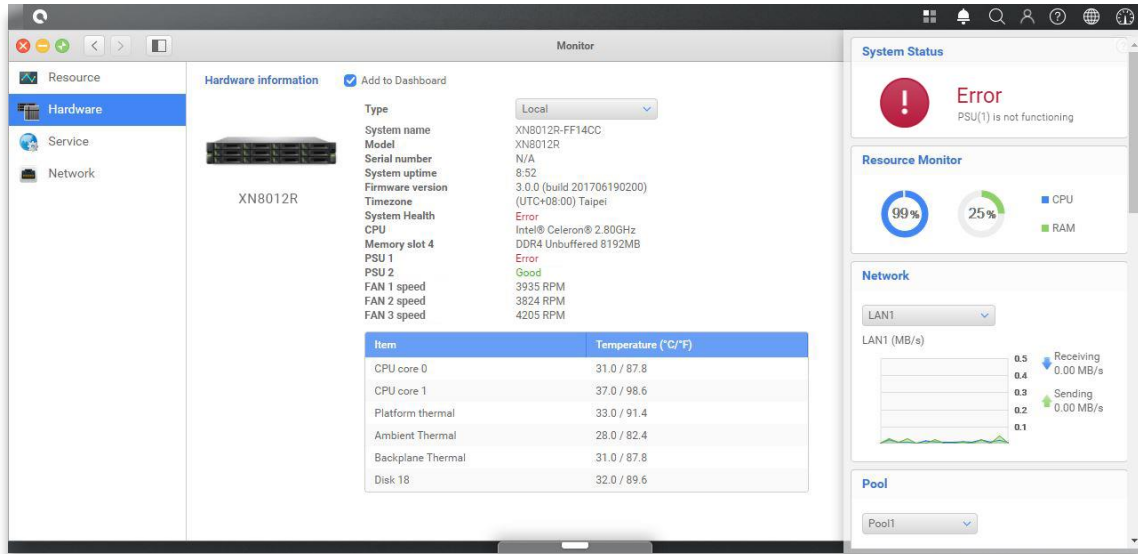 Monitor
Resource
Hardware
Service
Network
Hardware information
Add to Dashboard
XN8012R
Type Local
System name XN8012R-FF14CC
Model XN8012R
Serial number N/A
System uptime 8:52
Firmware version 3.0.0 (build 201706190200)
Timezone (UTC+08:00) Taipei
System Health Error
CPU Intel® Celeron® 2.80GHz
Memory slot 4 DDR4 Unbuffered 8192MB
PSU 1 Error
PSU 2 Good
FAN 1 speed 3935 RPM
FAN 2 speed 3824 RPM
FAN 3 speed 4205 RPM
Item Temperature (°C/°F)
CPU core 0 31.0 / 87.8
CPU core 1 37.0 / 98.6
Platform thermal 33.0 / 91.4
Ambient Thermal 28.0 / 82.4
Backplane Thermal 31.0 / 87.8
Disk 18 32.0 / 89.6
System Status
Error
PSU(1) is not functioning
Resource Monitor
99%
25%
CPU
RAM
Network
LAN1
LAN1 (MB/s)
0.5
0.4
0.3
0.2
0.1
Receiving
0.00 MB/s
Sending
0.00 MB/s
Pool
Pool1